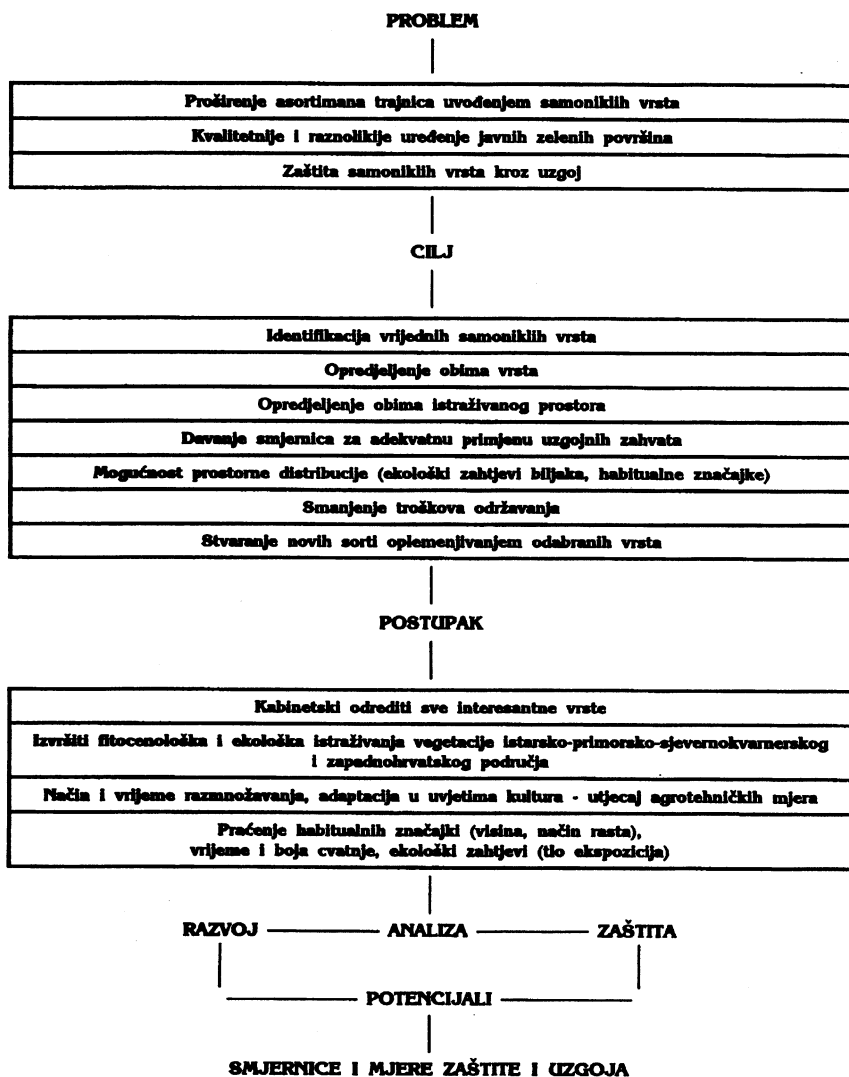 PROBLEM
Proširenje asortimana trajnica uvođenjem samoniklih vrsta
Kvalitetnije i raznolikije uređenje javnih zelenih površina
Zaštita samoniklih vrsta kroz uzgoj
CILJ
Identifikacija vrijednih samoniklih vrsta
Opredjeljenje obima vrsta
Opredjeljenje obima istraživanog prostora
Davanje smjernica za adekvatnu primjenu uzgojnih zahvata
Mogućnost prostorne distribucije (ekološki zahtjevi biljaka, habitualne značajke)
Smanjenje troškova održavanja
Stvaranje novih sorti oplemenjivanjem odabranih vrsta
POSTUPAK
Kabinetski odrediti sve interesantne vrste
Izvršiti fitocenološka i ekološka istraživanja vegetacije istarsko-primorsko-sjevernokvarnerskog
i zapadnohrvatskog područja
Način i vrijeme razmnožavanja, adaptacija u uvjetima kultura - utjecaj agrotehničkih mjera
Praćenje habitualnih značajki (visina, način rasta),
vrijeme i boja cvatnje, ekološki zahtjevi (tlo ekspozicija)
RAZVOJ ANALIZA ZAŠTITA
POTENCIJALI
SMJERNICE I MJERE ZAŠTITE I UZGOJA